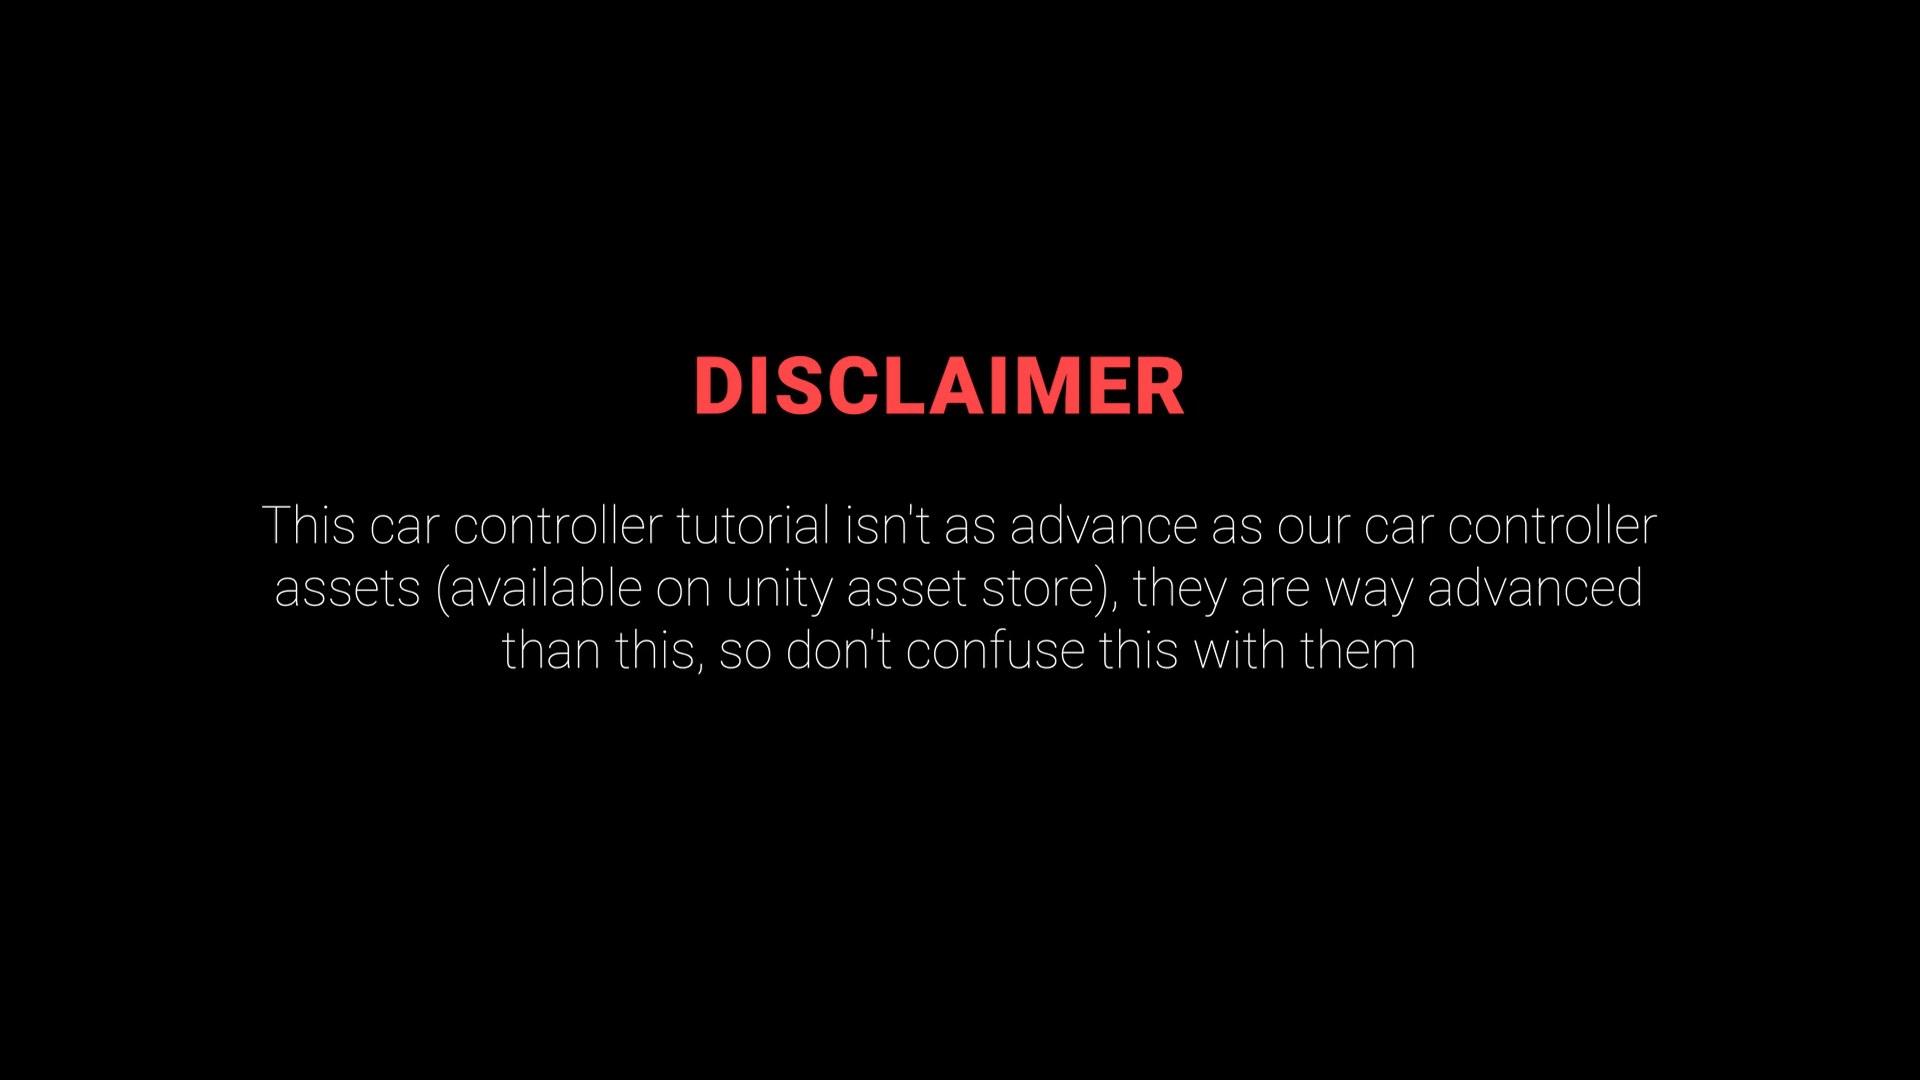 DISCLAIMER
This car controller tutorial isn't as advance as our car controller
assets (available on unity asset store), they are way advanced
than this, so don't confuse this with them